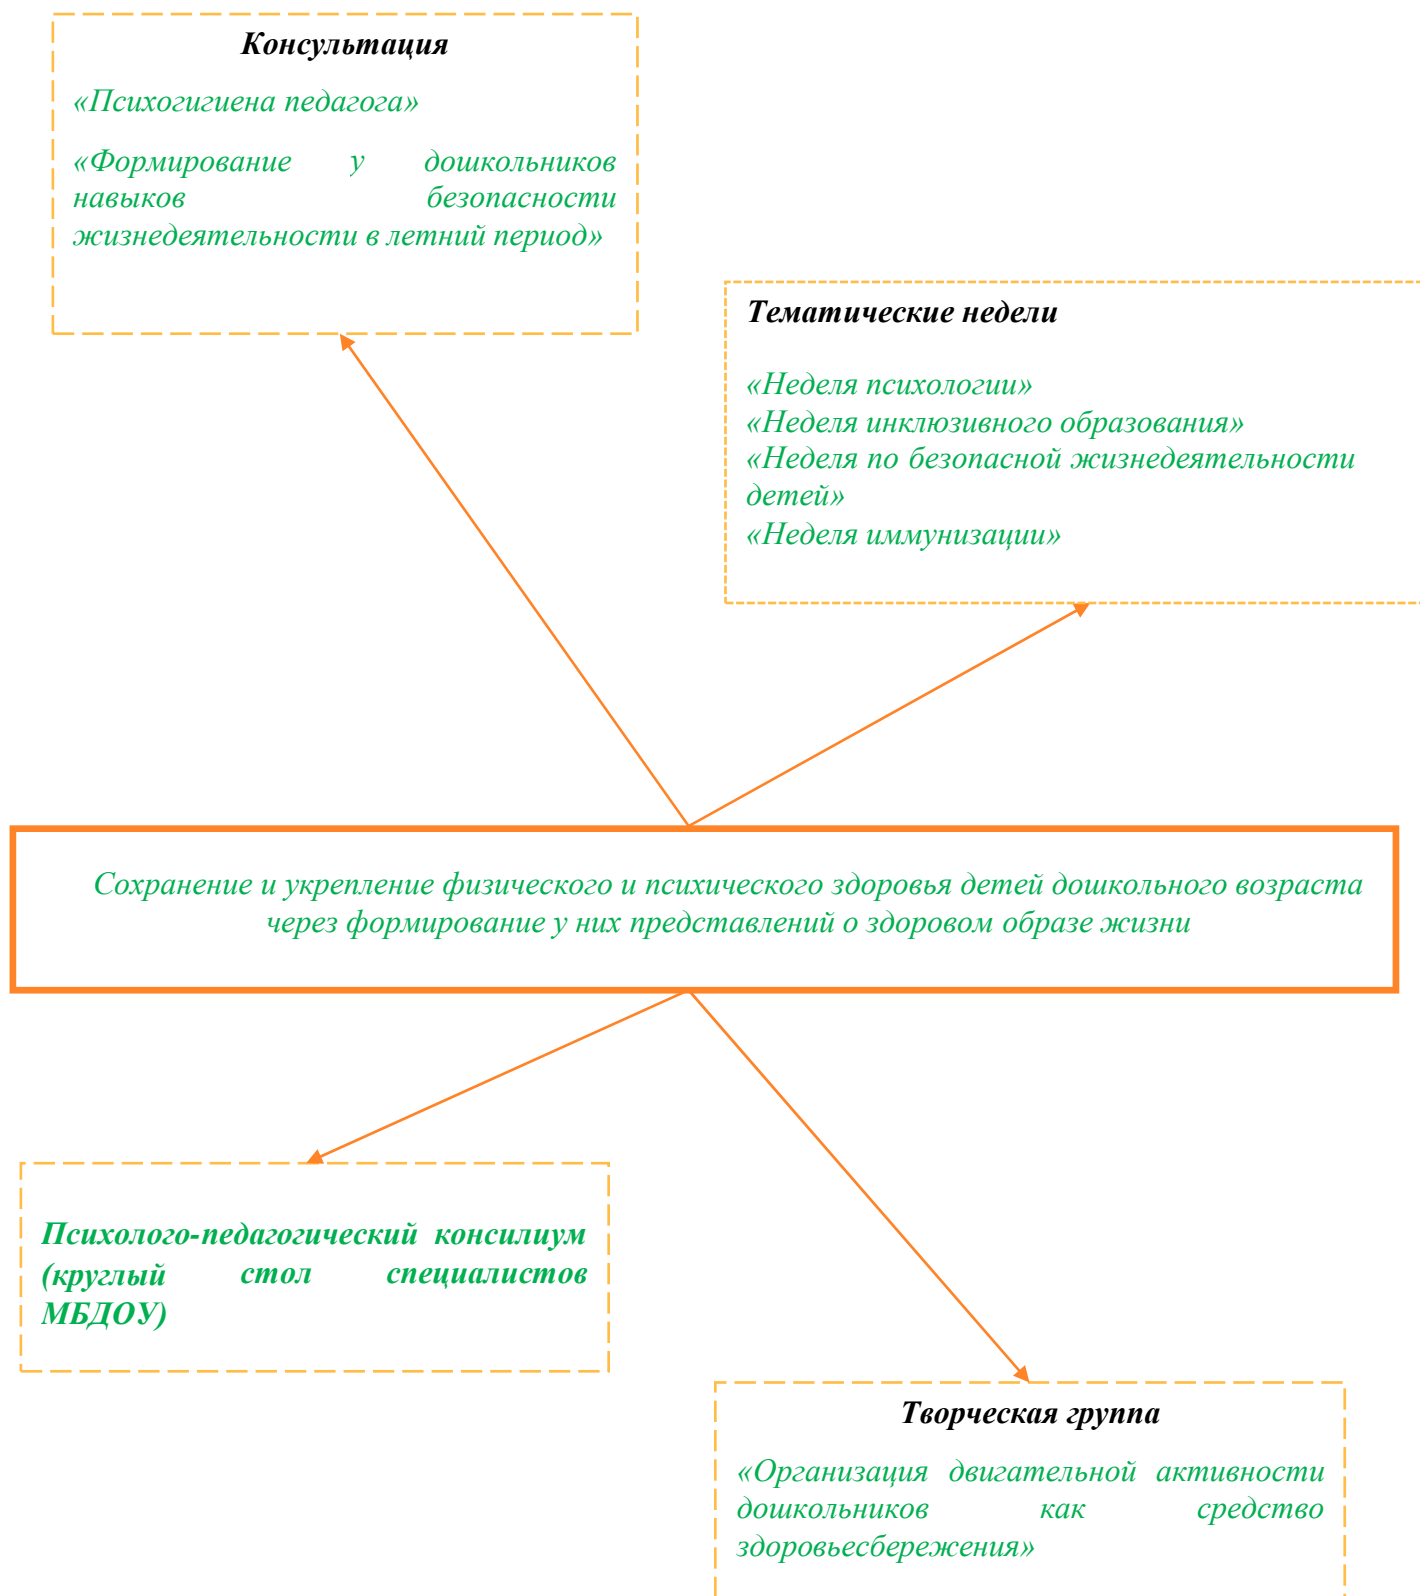 Консультация
«Психогигиена педагога»
«Формирование у дошкольников
навыков безопасности
жизнедеятельности в летний период»
Тематические недели
«Неделя психологии»
«Неделя инклюзивного образования»
«Неделя по безопасной жизнедеятельности
детей»
«Неделя иммунизации»
Сохранение и укрепление физического и психического здоровья детей дошкольного возраста
через формирование у них представлений о здоровом образе жизни
Психолого-педагогический консилиум
(круглый стол специалистов
МБДОУ)
Творческая группа
«Организация двигательной активности
дошкольников как средство
здоровьесбережения»